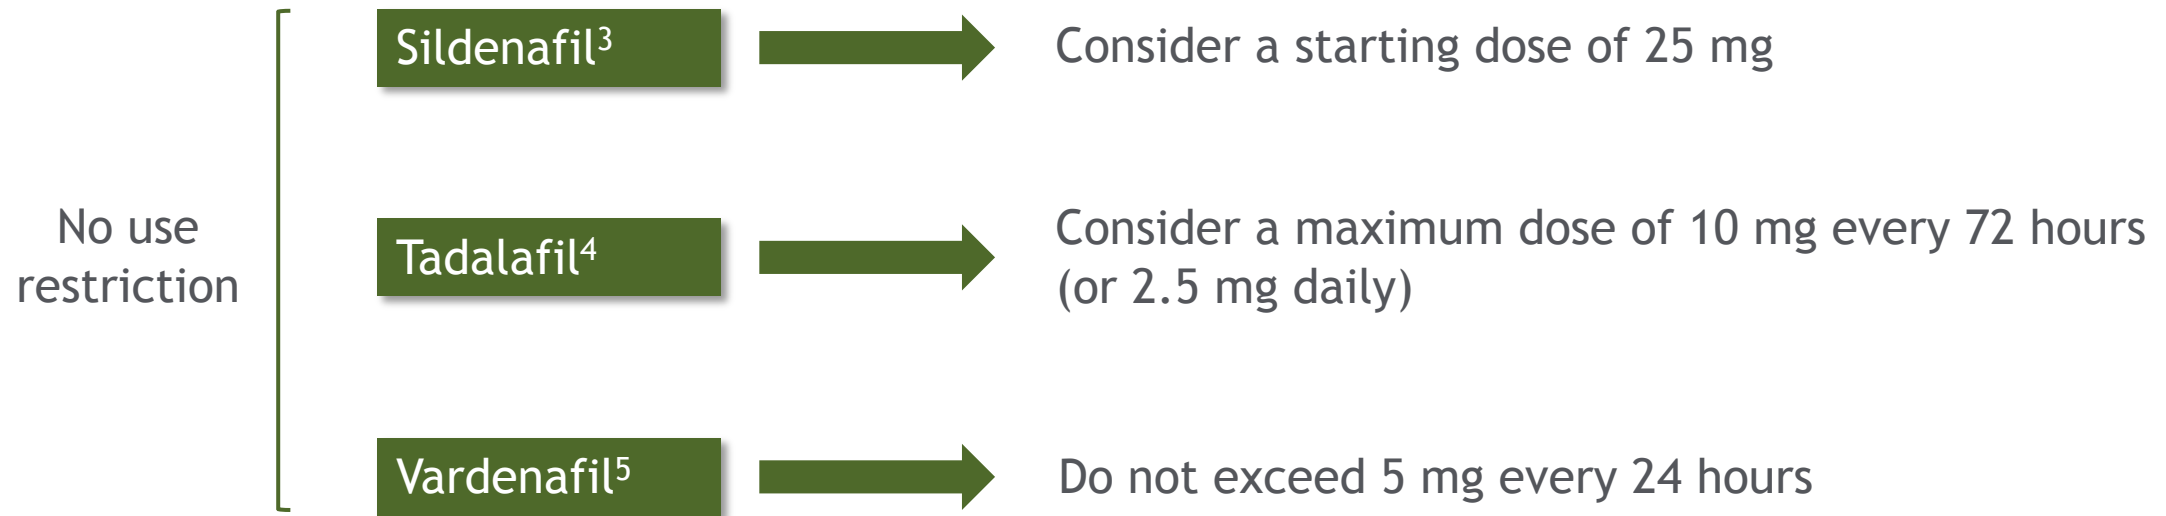 Sildenafil³
Consider a starting dose of 25 mg
No use
restriction
Tadalafil⁴
Consider a maximum dose of 10 mg every 72 hours
(or 2.5 mg daily)
Vardenafil⁵
Do not exceed 5 mg every 24 hours